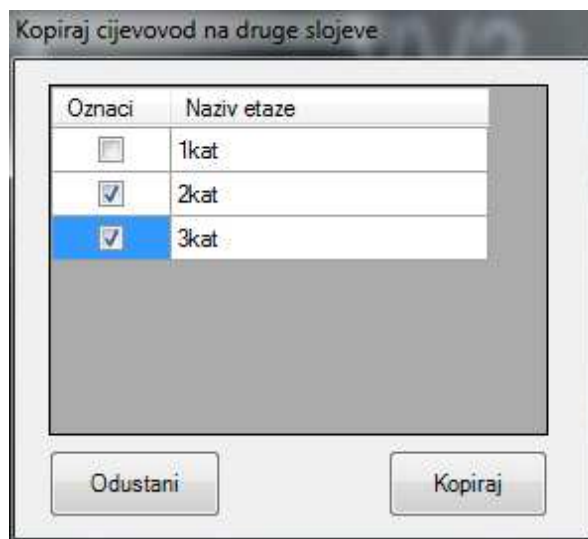 Kopiraj cijevovod na druge slojeve
Oznaci Naziv etaze
1kat
2kat
3kat
Odustani Kopiraj